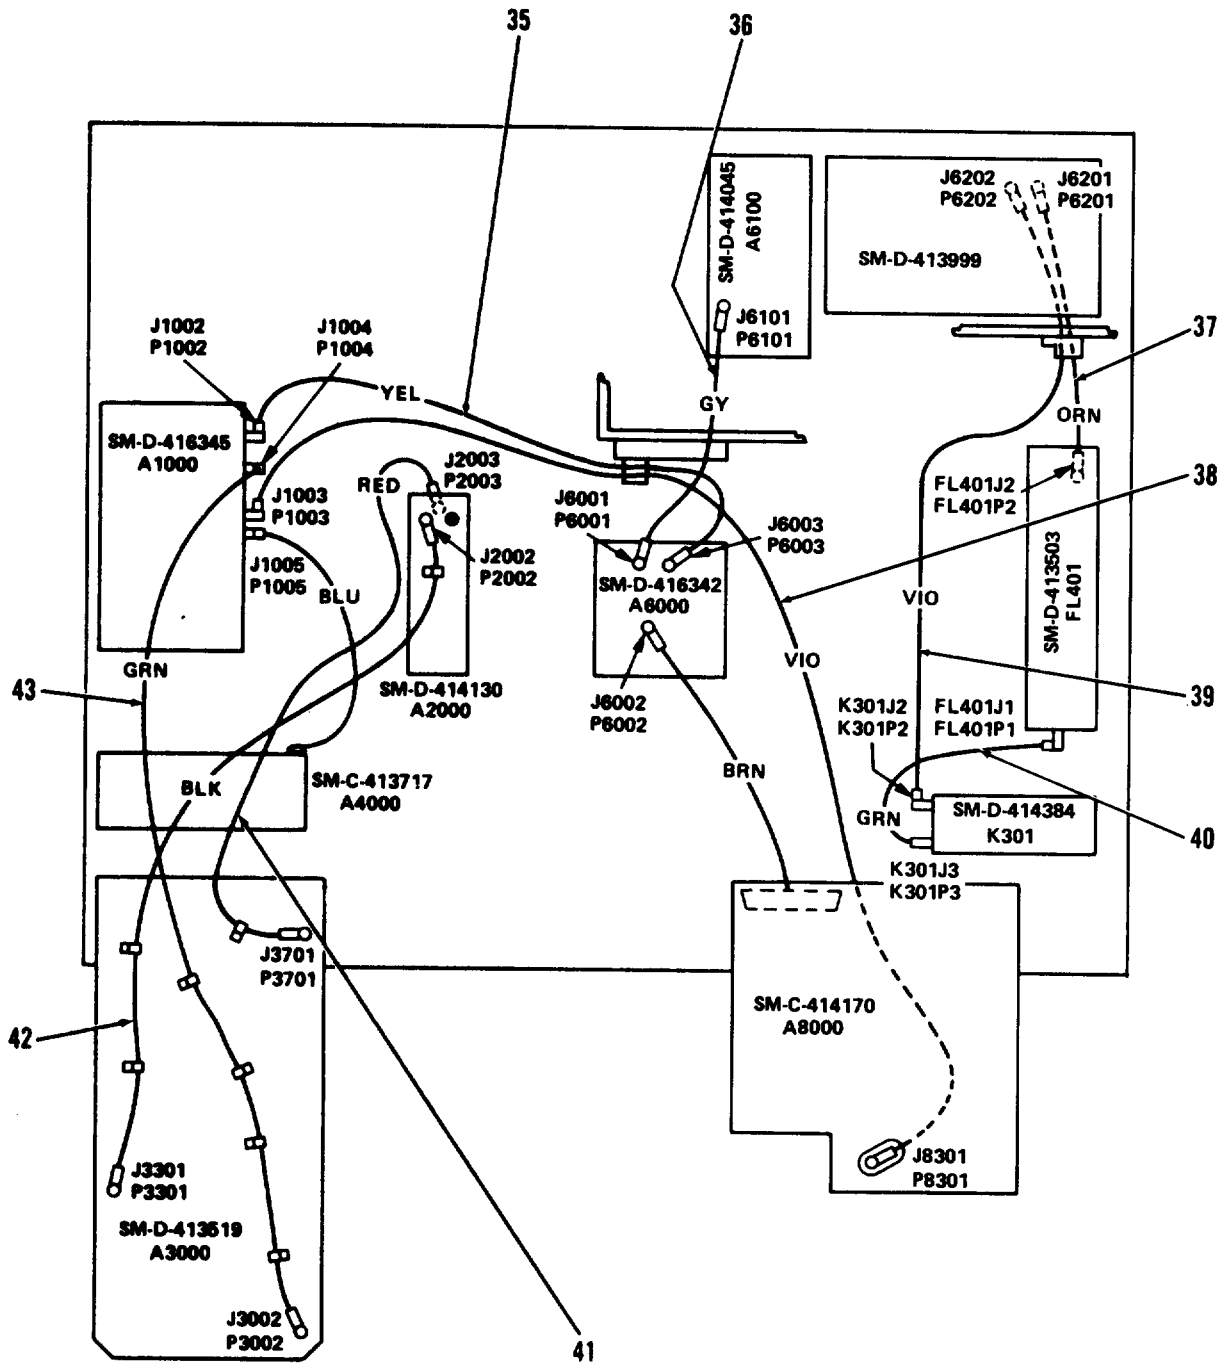 35
36
SM-D-414045
A6100
J6202
P6202
J6201
P6201
SM-D-413999
J6101
P6101
37
J1002
P1002
J1004
P1004
YEL
GY
ORN
SM-D-416345
A1000
J2003
P2003
RED
FL401J2
FL401P2
38
J1003
P1003
J6001
P6001
J6003
P6003
J1005
P1005
BLU
J2002
P2002
SM-D-416342
A6000
VIO
SM-D-413503
FL401
GRN
VIO
43
SM-D-414130
A2000
J6002
P6002
K301J2
K301P2
FL401J1
FL401P1
39
BRN
BLK
SM-C-413717
A4000
GRN
SM-D-414384
K301
40
K301J3
K301P3
J3701
P3701
SM-C-414170
A8000
42
J3301
P3301
J8301
P8301
SM-D-413519
A3000
J3002
P3002
41